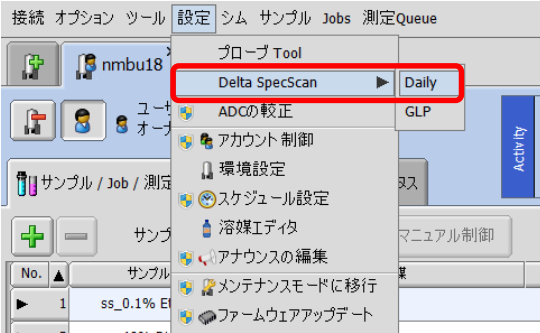 接続 オプション ツール 設定 シム サンプル Jobs 測定Queue
プローブ Tool
nmbu18
Delta SpecScan
Daily
ADCの較正
GLP
ユーサ
オーナ
アカウント 制御
環境設定
Activity
サンプル / Job / 測定
タス
スケジュール設定
溶媒エディタ
サンプ
マニュアル制御
アナウンスの編集
No. サンプル
メンテナンスモードに移行
1 ss_0.1% Et
ファームウェアアップデート